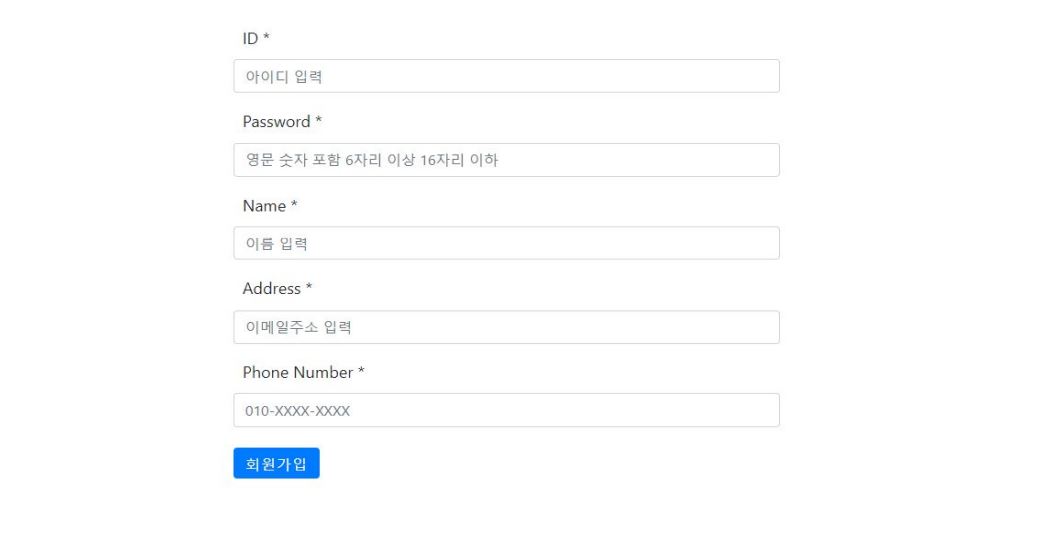 ID *
아이디 입력
Password *
영문 숫자 포함 6자리 이상 16자리 이하
Name *
이름 입력
Address *
이메일주소 입력
Phone Number *
010-XXXX-XXXX
회원가입